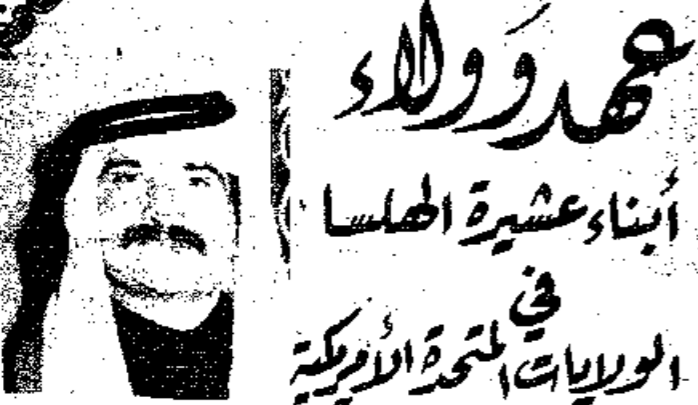 عهد وولاء
أبناء عشيرة الهلسا
في
الولايات المتحدة الأمريكية